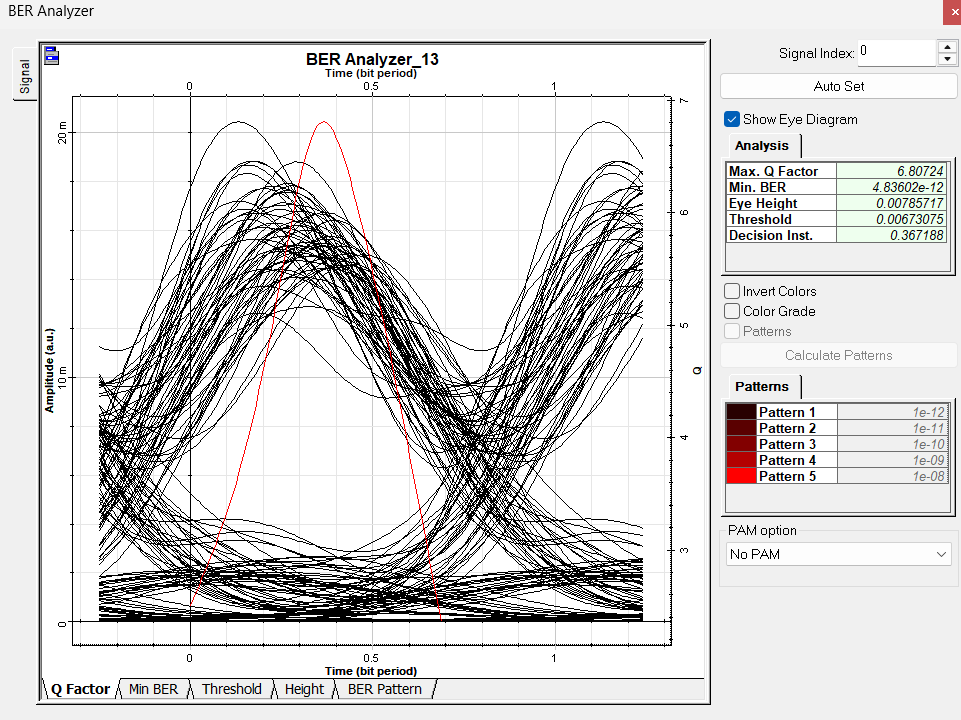 BER Analyzer
×
Signal
BER Analyzer_13
Time (bit period)
0 0.5 1
20 m
10 m
0
Amplitude (a.u.)
7
6
5
4
3
Q
0 0.5 1
Time (bit period)
Q Factor Min BER Threshold Height BER Pattern
Signal Index: 0
Auto Set
Show Eye Diagram
Analysis
Max. Q Factor 6.80724
Min. BER 4.83602e-12
Eye Height 0.00785717
Threshold 0.00673075
Decision Inst. 0.367188
Invert Colors
Color Grade
Patterns
Calculate Patterns
Patterns
Pattern 1 1e-12
Pattern 2 1e-11
Pattern 3 1e-10
Pattern 4 1e-09
Pattern 5 1e-08
PAM option
No PAM